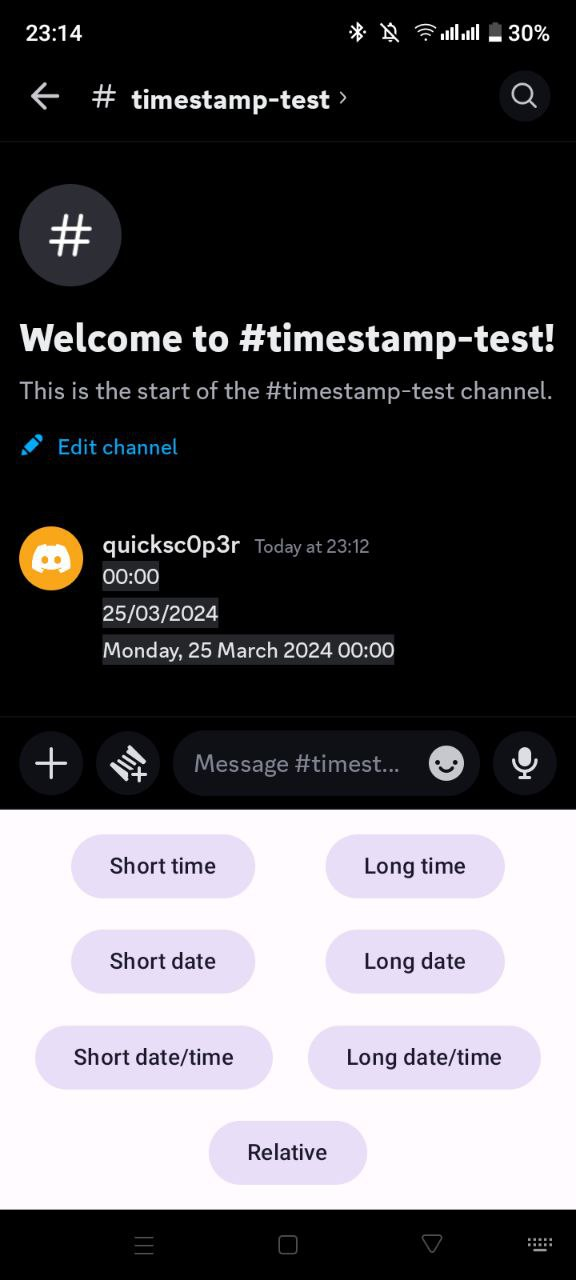 23:14 30%
# timestamp-test
Welcome to #timestamp-test!
This is the start of the #timestamp-test channel.
Edit channel
quicksc0p3r Today at 23:12
00:00
25/03/2024
Monday, 25 March 2024 00:00
Message #timest...
Short time Long time
Short date Long date
Short date/time Long date/time
Relative